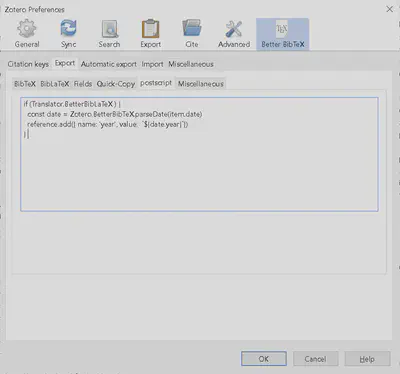 Zotero Preferences
General
Sync
Search
Export
Cite
Advanced
TEX
Better BibTeX
Citation keys Export Automatic export Import Miscellaneous
BibTeX BibLaTeX Fields Quick-Copy postscript Miscellaneous
if (Translator.BetterBibLaTeX) {
const date = Zotero.BetterBibTeX.parseDate(item.date)
reference.add({ name: 'year', value: `${date.year}`})
}
OK Cancel Help